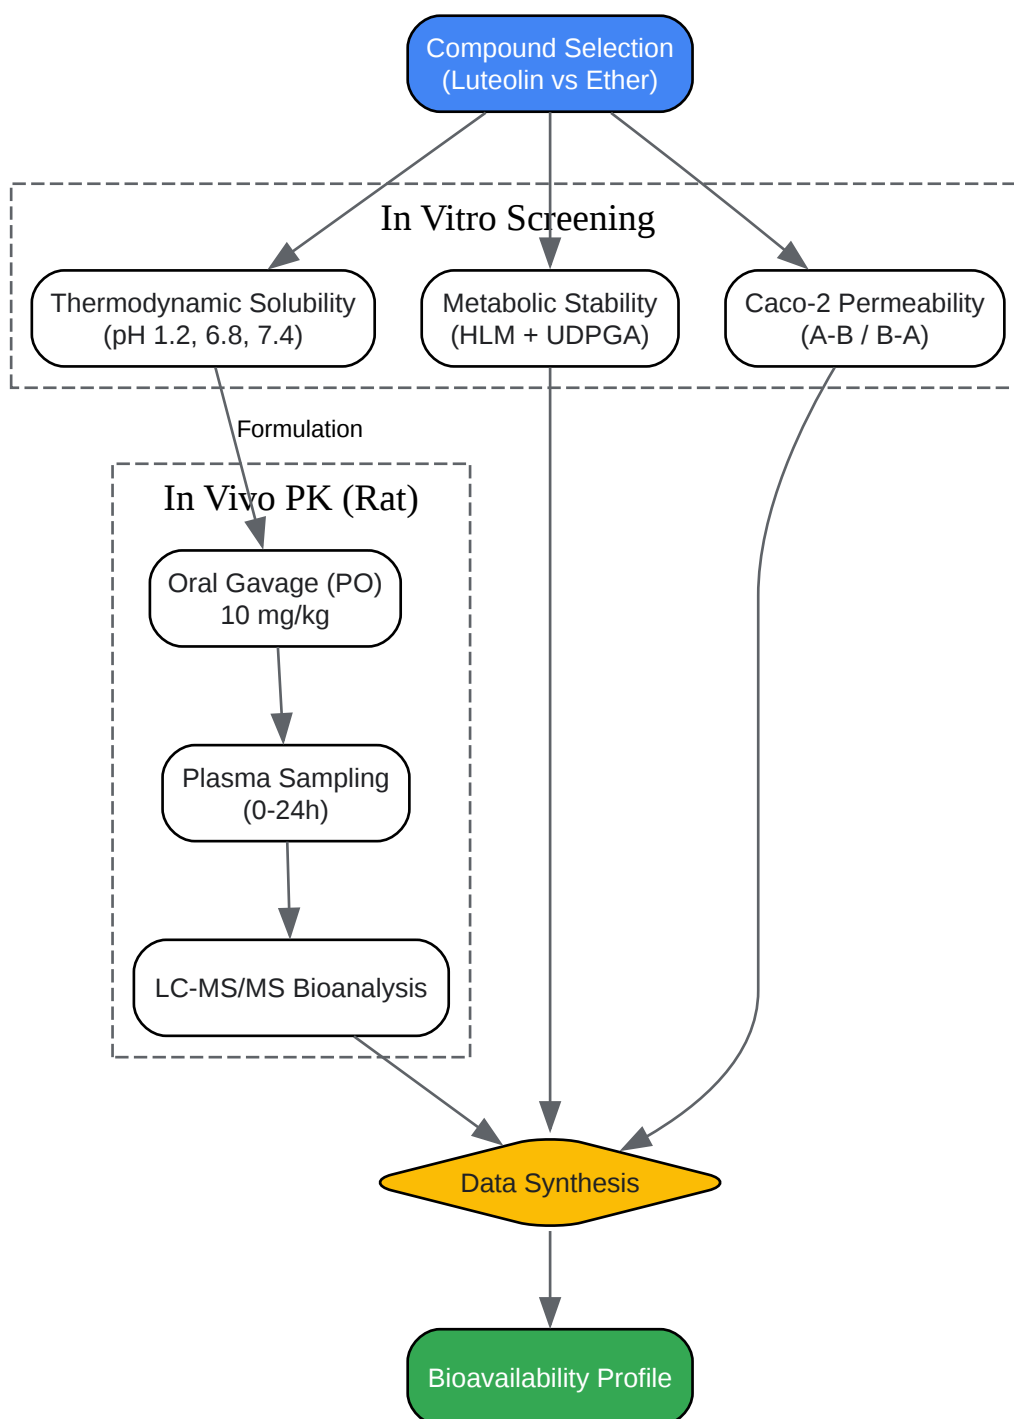 Compound Selection
(Luteolin vs Ether)
In Vitro Screening
Thermodynamic Solubility
(pH 1.2, 6.8, 7.4)
Metabolic Stability
(HLM + UDPGA)
Caco-2 Permeability
(A-B / B-A)
Formulation
In Vivo PK (Rat)
Oral Gavage (PO)
10 mg/kg
Plasma Sampling
(0-24h)
LC-MS/MS Bioanalysis
Data Synthesis
Bioavailability Profile